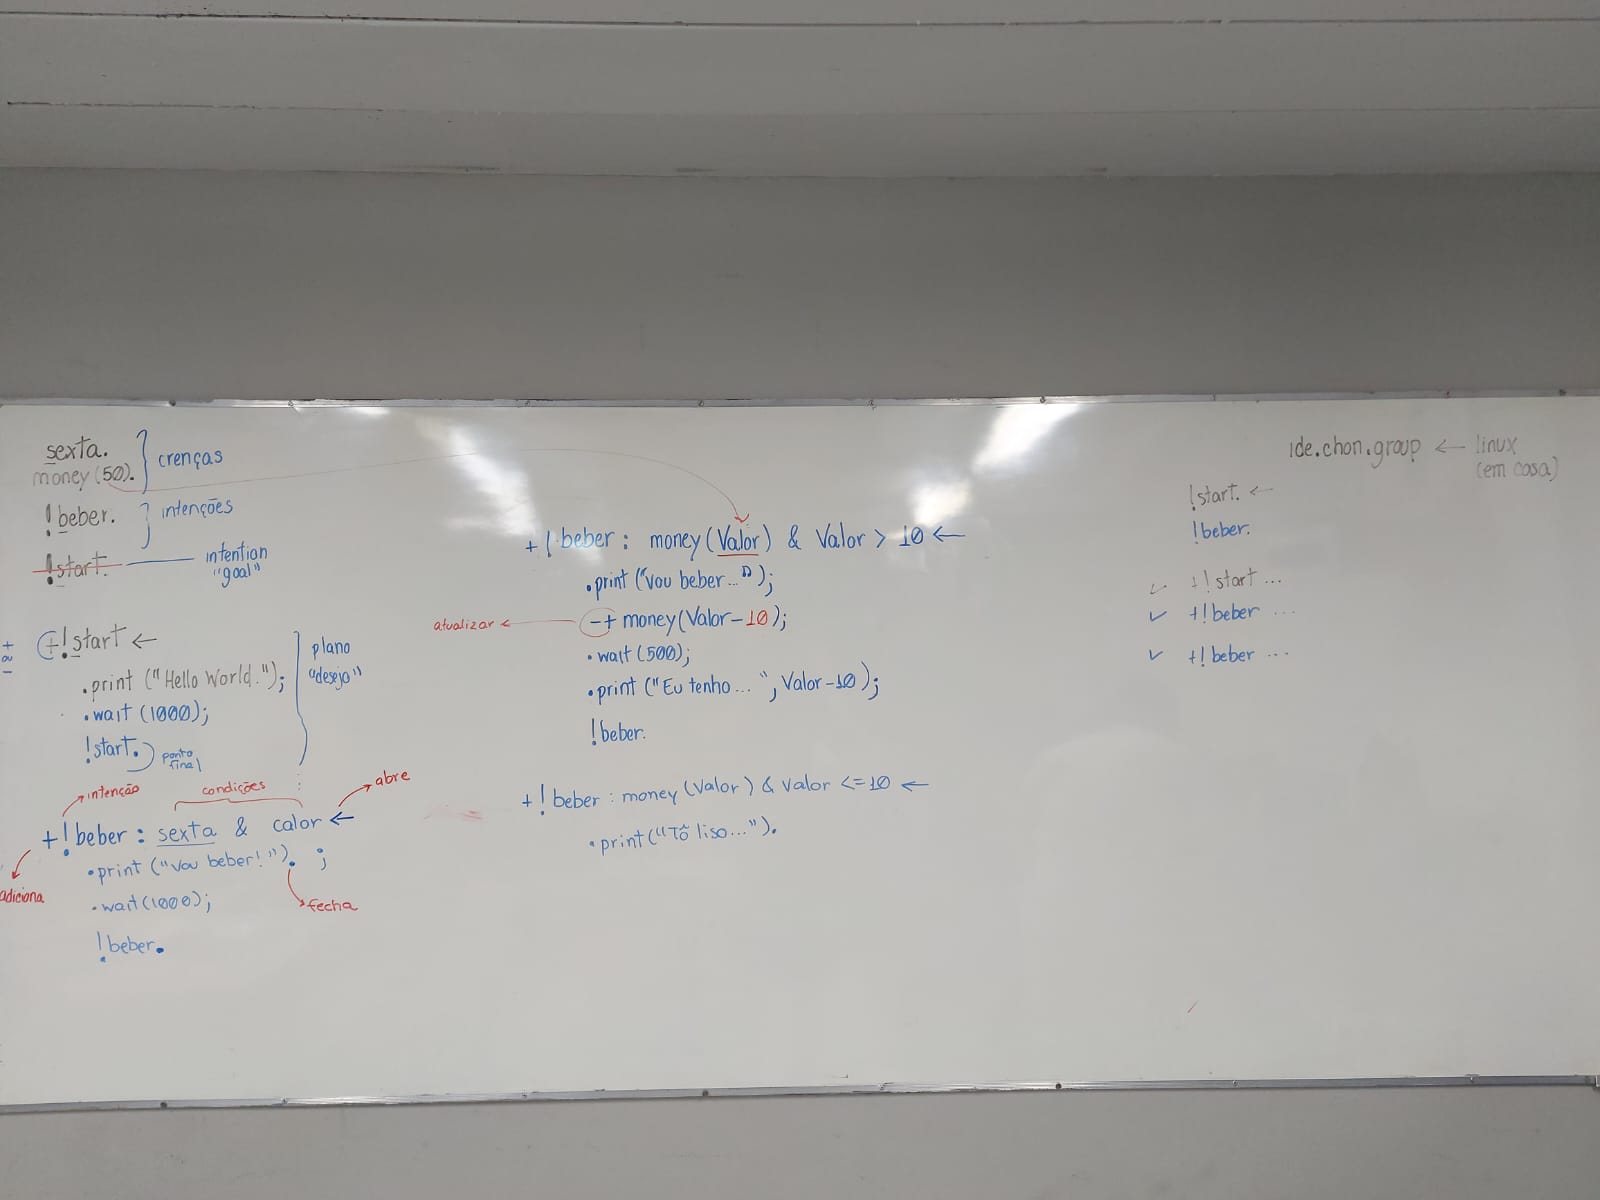 sexta.
money(50).
crenças
!beber.
intenções
!start.
intention
"goal"
+!start ←
.print ("Hello World.");
.wait (1000);
!start.
ponto
final
plano
"desejo"
intenção
condições
abre
+!beber : sexta & calor ←
.print ("Vou beber!"). ;
adiciona
.wait(1000);
fecha
!beber.
+!beber : money(Valor) & Valor > 10 ←
.print ("Vou beber...");
atualizar ← -+ money(Valor-10);
.wait (500);
.print ("Eu tenho... ", Valor-10);
!beber.
+!beber : money(Valor) & Valor <=10 ←
.print("Tô liso...").
ide.chon.group ← linux
(em casa)
!start. ←
!beber.
✓ +!start ...
✓ +!beber ...
✓ +!beber ...